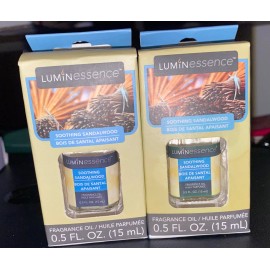 LUMINessence®
SOOTHING SANDALWOOD
BOIS DE SANTAL APAISANT
LUMINessence
SOOTHING
SANDALWOOD
BOIS DE SANTAL
APAISANT
FRAGRANCE OIL / HUILE PARFUMÉE
0.5 FL. OZ. (15 mL)
LUMINessence®
SOOTHING SANDALWOOD
BOIS DE SANTAL APAISANT
LUMINessence
SOOTHING
SANDALWOOD
BOIS DE SANTAL
APAISANT
FRAGRANCE OIL / HUILE PARFUMÉE
0.5 FL. OZ. (15 mL)